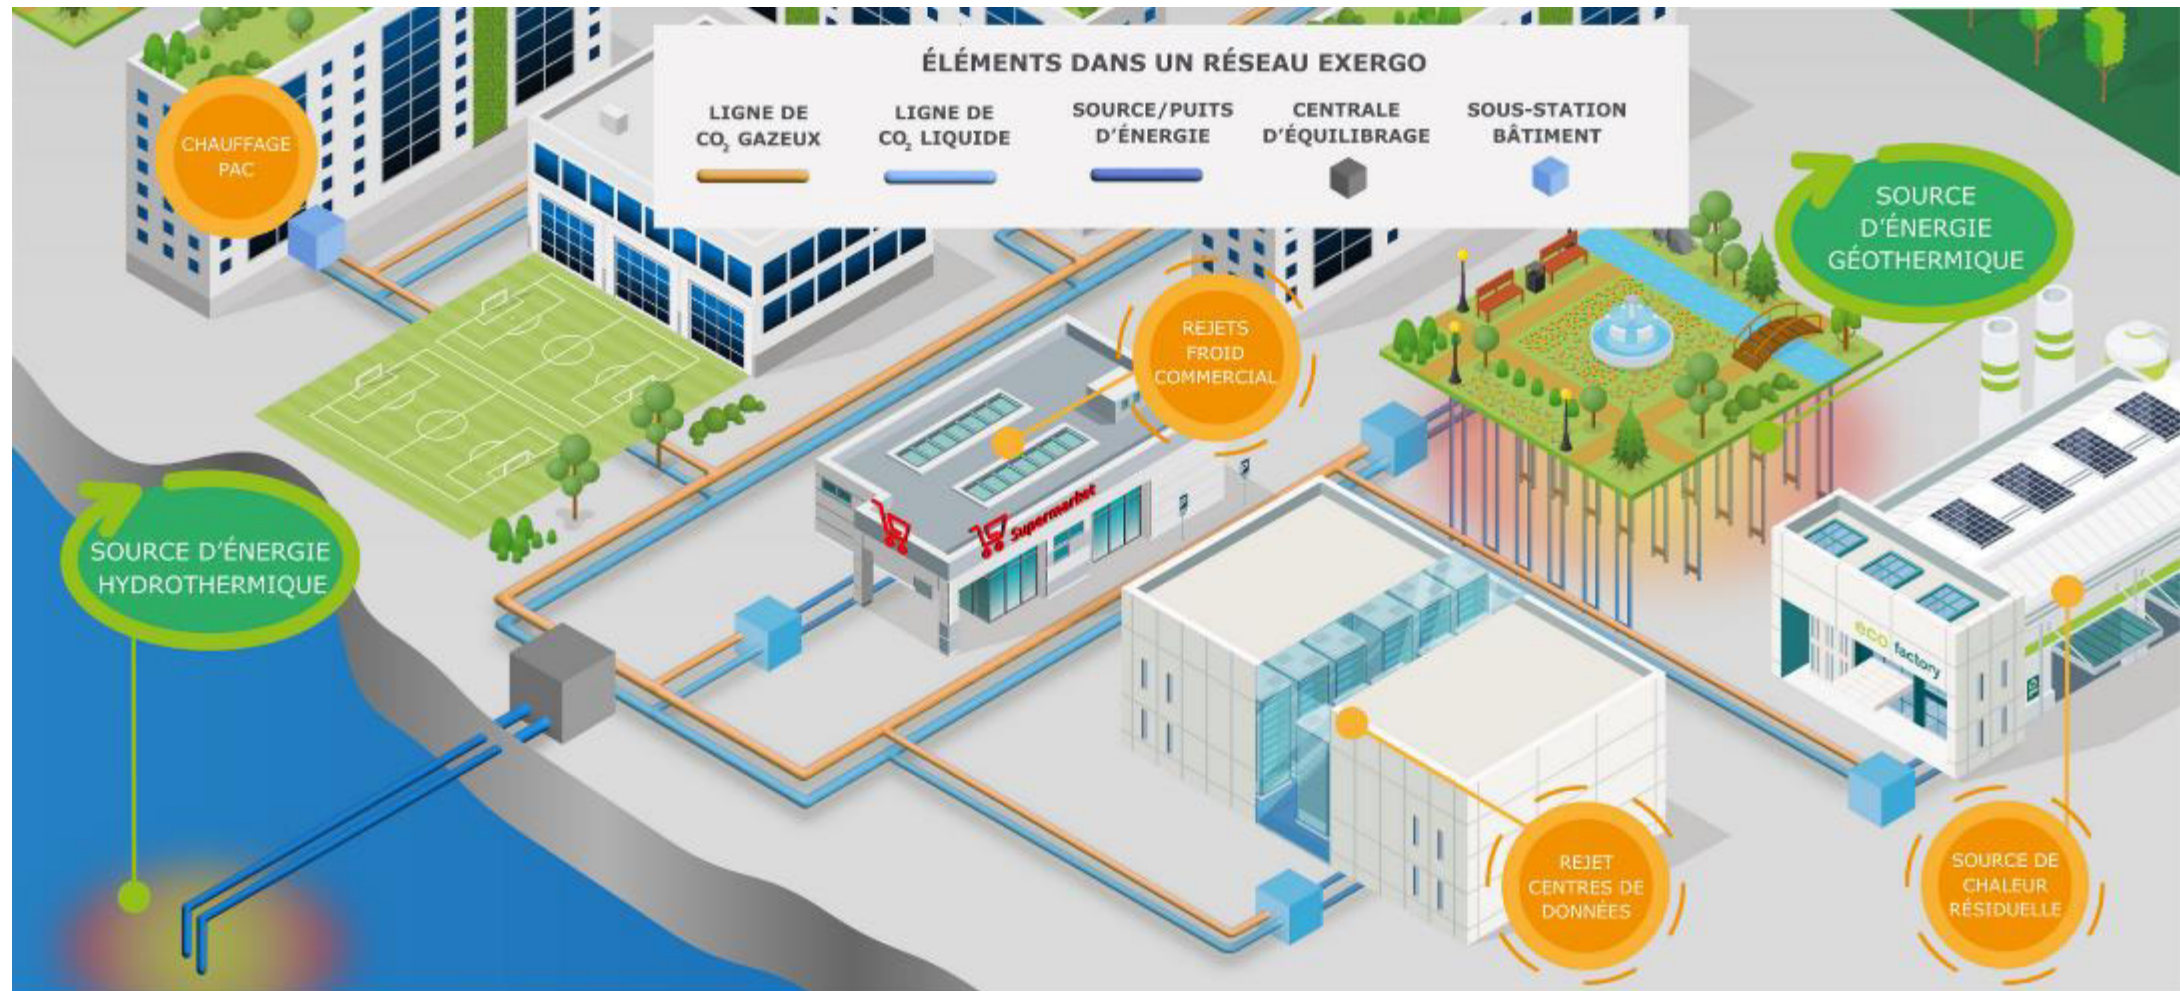 ÉLÉMENTS DANS UN RÉSEAU EXERGO
LIGNE DE
CO₂ GAZEUX
LIGNE DE
CO₂ LIQUIDE
SOURCE/PUITS
D'ÉNERGIE
CENTRALE
D'ÉQUILIBRAGE
SOUS-STATION
BÂTIMENT
CHAUFFAGE
PAC
SOURCE
D'ÉNERGIE
GÉOTHERMIQUE
REJETS
FROID
COMMERCIAL
Supermarket
SOURCE D'ÉNERGIE
HYDROTHERMIQUE
eco factory
REJET
CENTRES DE
DONNÉES
SOURCE DE
CHALEUR
RÉSIDUELLE